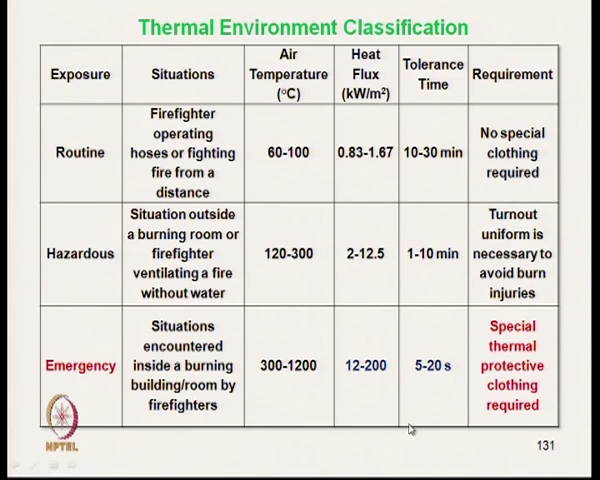 Thermal Environment Classification
Exposure
Situations
Air
Temperature
(°C)
Heat
Flux
(kW/m²)
Tolerance
Time
Requirement
Routine
Firefighter
operating
hoses or fighting
fire from a
distance
60-100
0.83-1.67
10-30 min
No special
clothing
required
Hazardous
Situation outside
a burning room or
firefighter
ventilating a fire
without water
120-300
2-12.5
1-10 min
Turnout
uniform is
necessary to
avoid burn
injuries
Emergency
Situations
encountered
inside a burning
building/room by
firefighters
300-1200
12-200
5-20 s
Special
thermal
protective
clothing
required
NPTEL
131